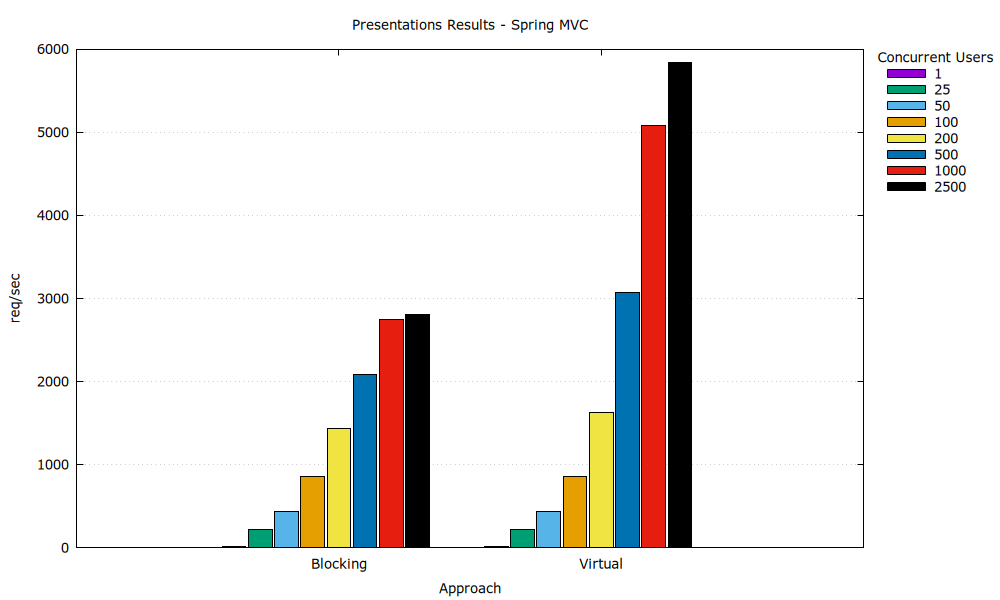 Presentations Results - Spring MVC
Concurrent Users
1
25
50
100
200
500
1000
2500
req/sec
6000
5000
4000
3000
2000
1000
0
Blocking
Virtual
Approach